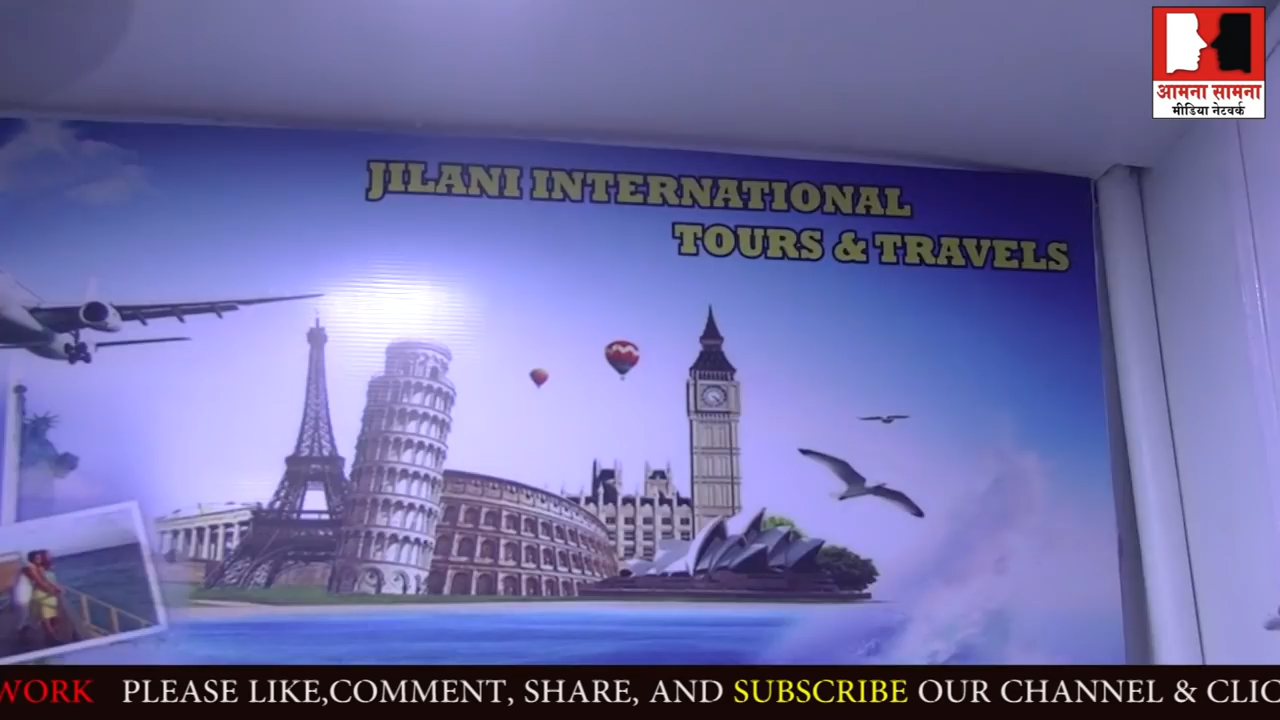 आमना सामना
मीडिया नेटवर्क
JILANI INTERNATIONAL
TOURS & TRAVELS
WORK PLEASE LIKE,COMMENT, SHARE, AND SUBSCRIBE OUR CHANNEL & CLIC